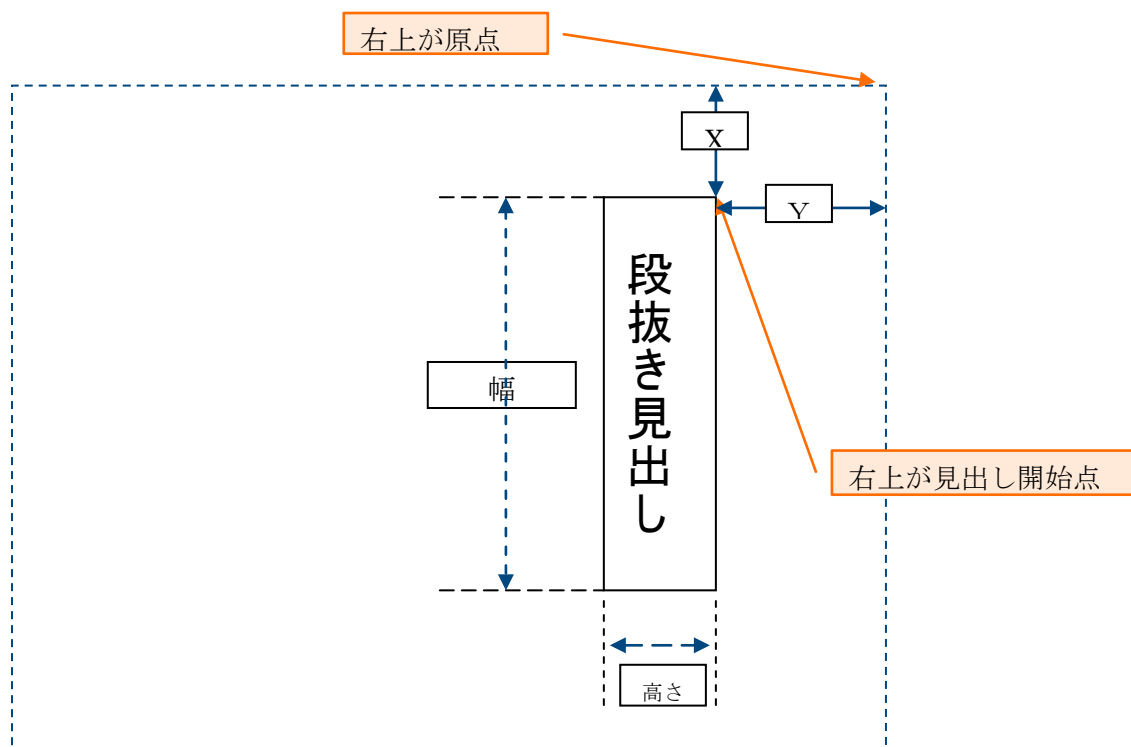 右上が原点
X
Y
段抜き見出し
幅
右上が見出し開始点
高さ